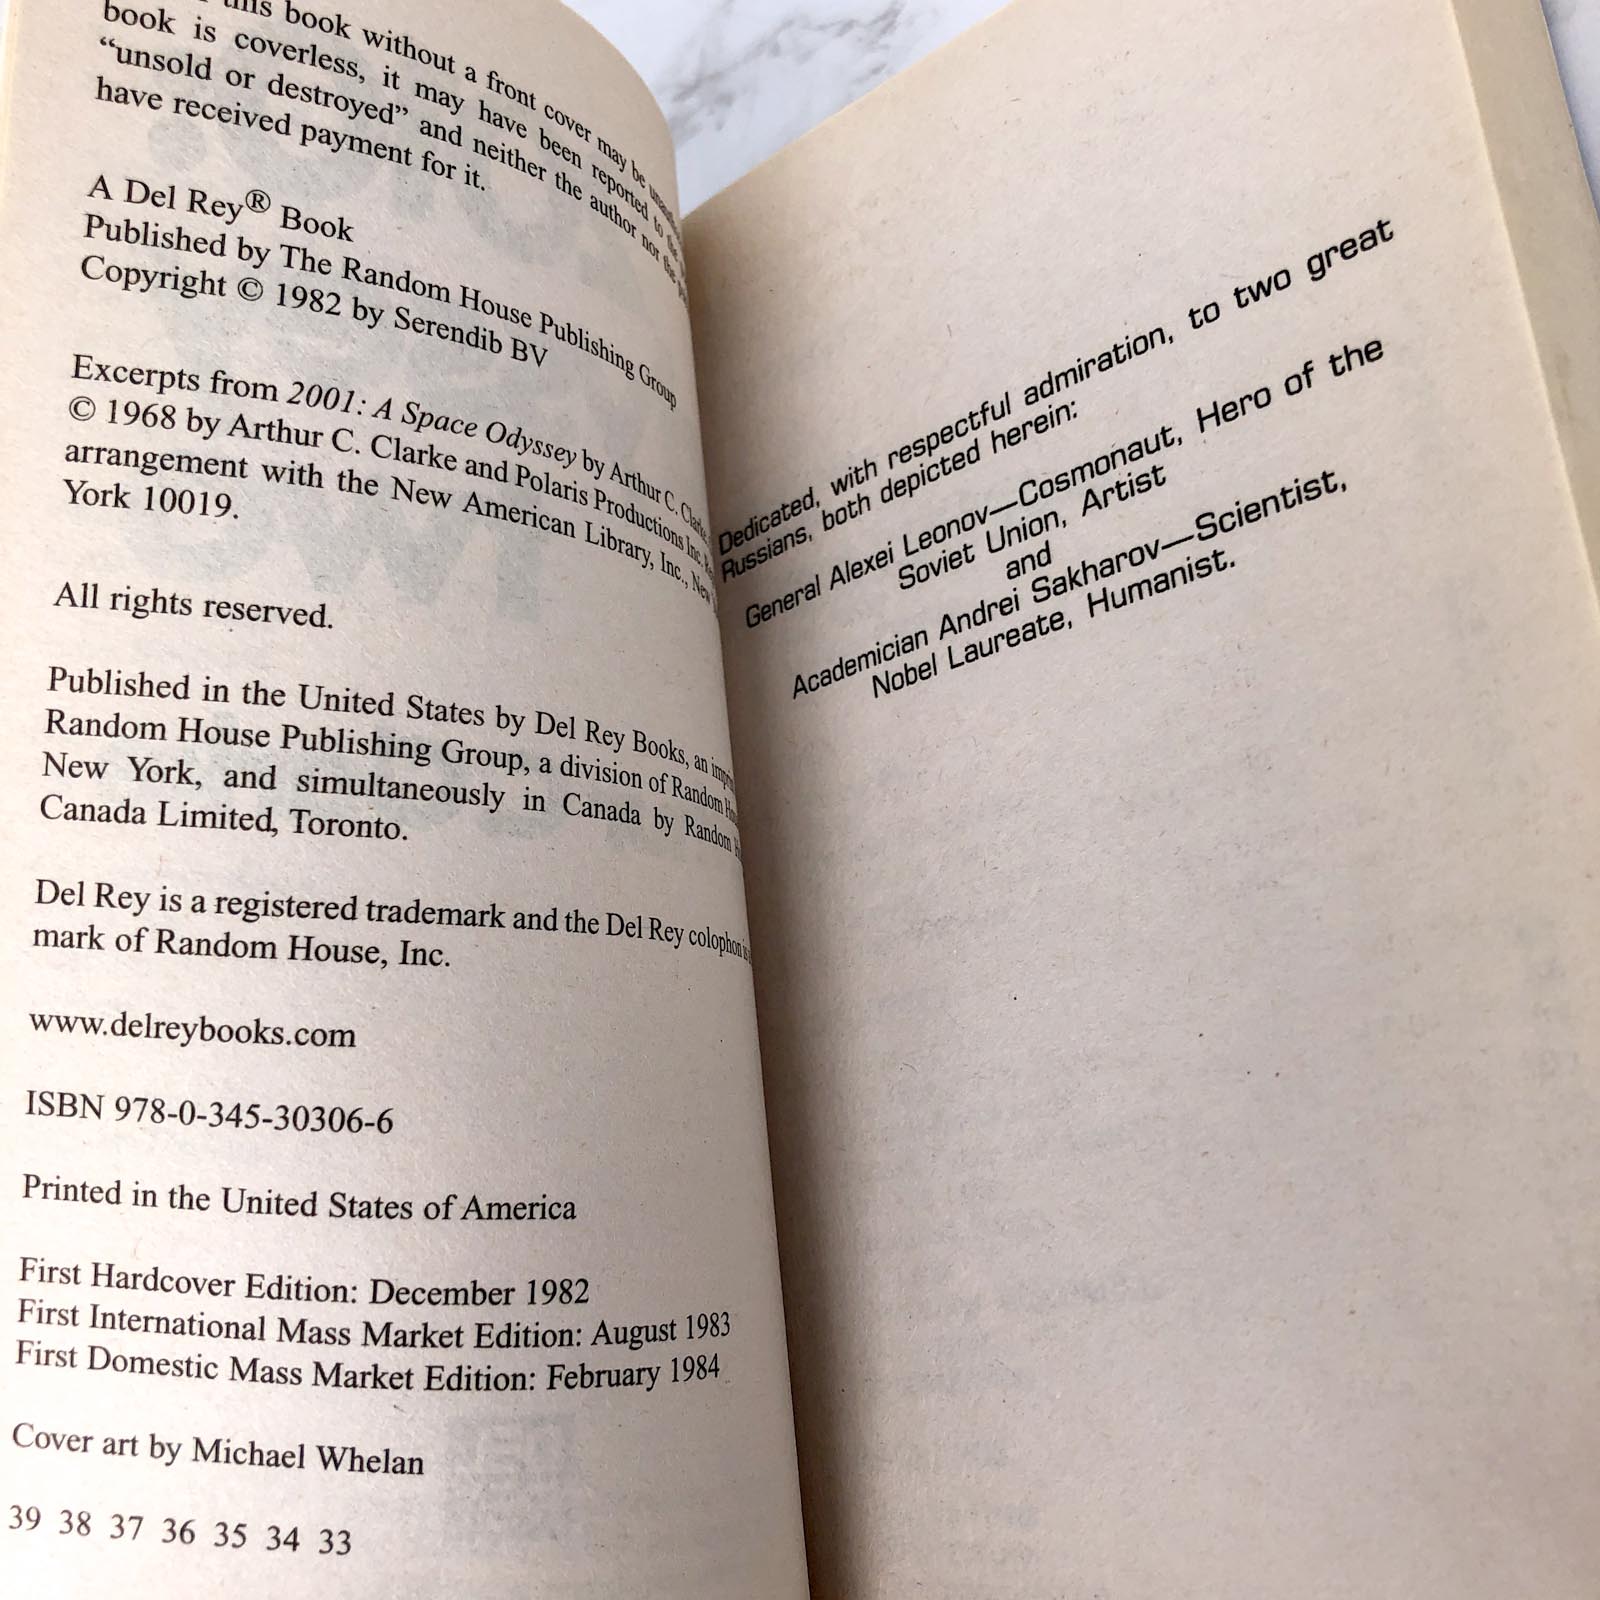 this book without a front cover may be
book is coverless, it may have been reported to the
“unsold or destroyed” and neither the author nor the
have received payment for it.
A Del Rey® Book
Published by The Random House Publishing Group
Copyright © 1982 by Serendib BV
Excerpts from 2001: A Space Odyssey by Arthur C. Clarke,
© 1968 by Arthur C. Clarke and Polaris Productions Inc.
arrangement with the New American Library, Inc., New
York 10019.
All rights reserved.
Published in the United States by Del Rey Books, an
Random House Publishing Group, a division of Random
New York, and simultaneously in Canada by Random
Canada Limited, Toronto.
Del Rey is a registered trademark and the Del Rey colophon is
mark of Random House, Inc.
www.delreybooks.com
ISBN 978-0-345-30306-6
Printed in the United States of America
First Hardcover Edition: December 1982
First International Mass Market Edition: August 1983
First Domestic Mass Market Edition: February 1984
Cover art by Michael Whelan
39 38 37 36 35 34 33
Dedicated, with respectful admiration, to two great
Russians, both depicted herein:
General Alexei Leonov—Cosmonaut, Hero of the
Soviet Union, Artist
and
Academician Andrei Sakharov—Scientist,
Nobel Laureate, Humanist.